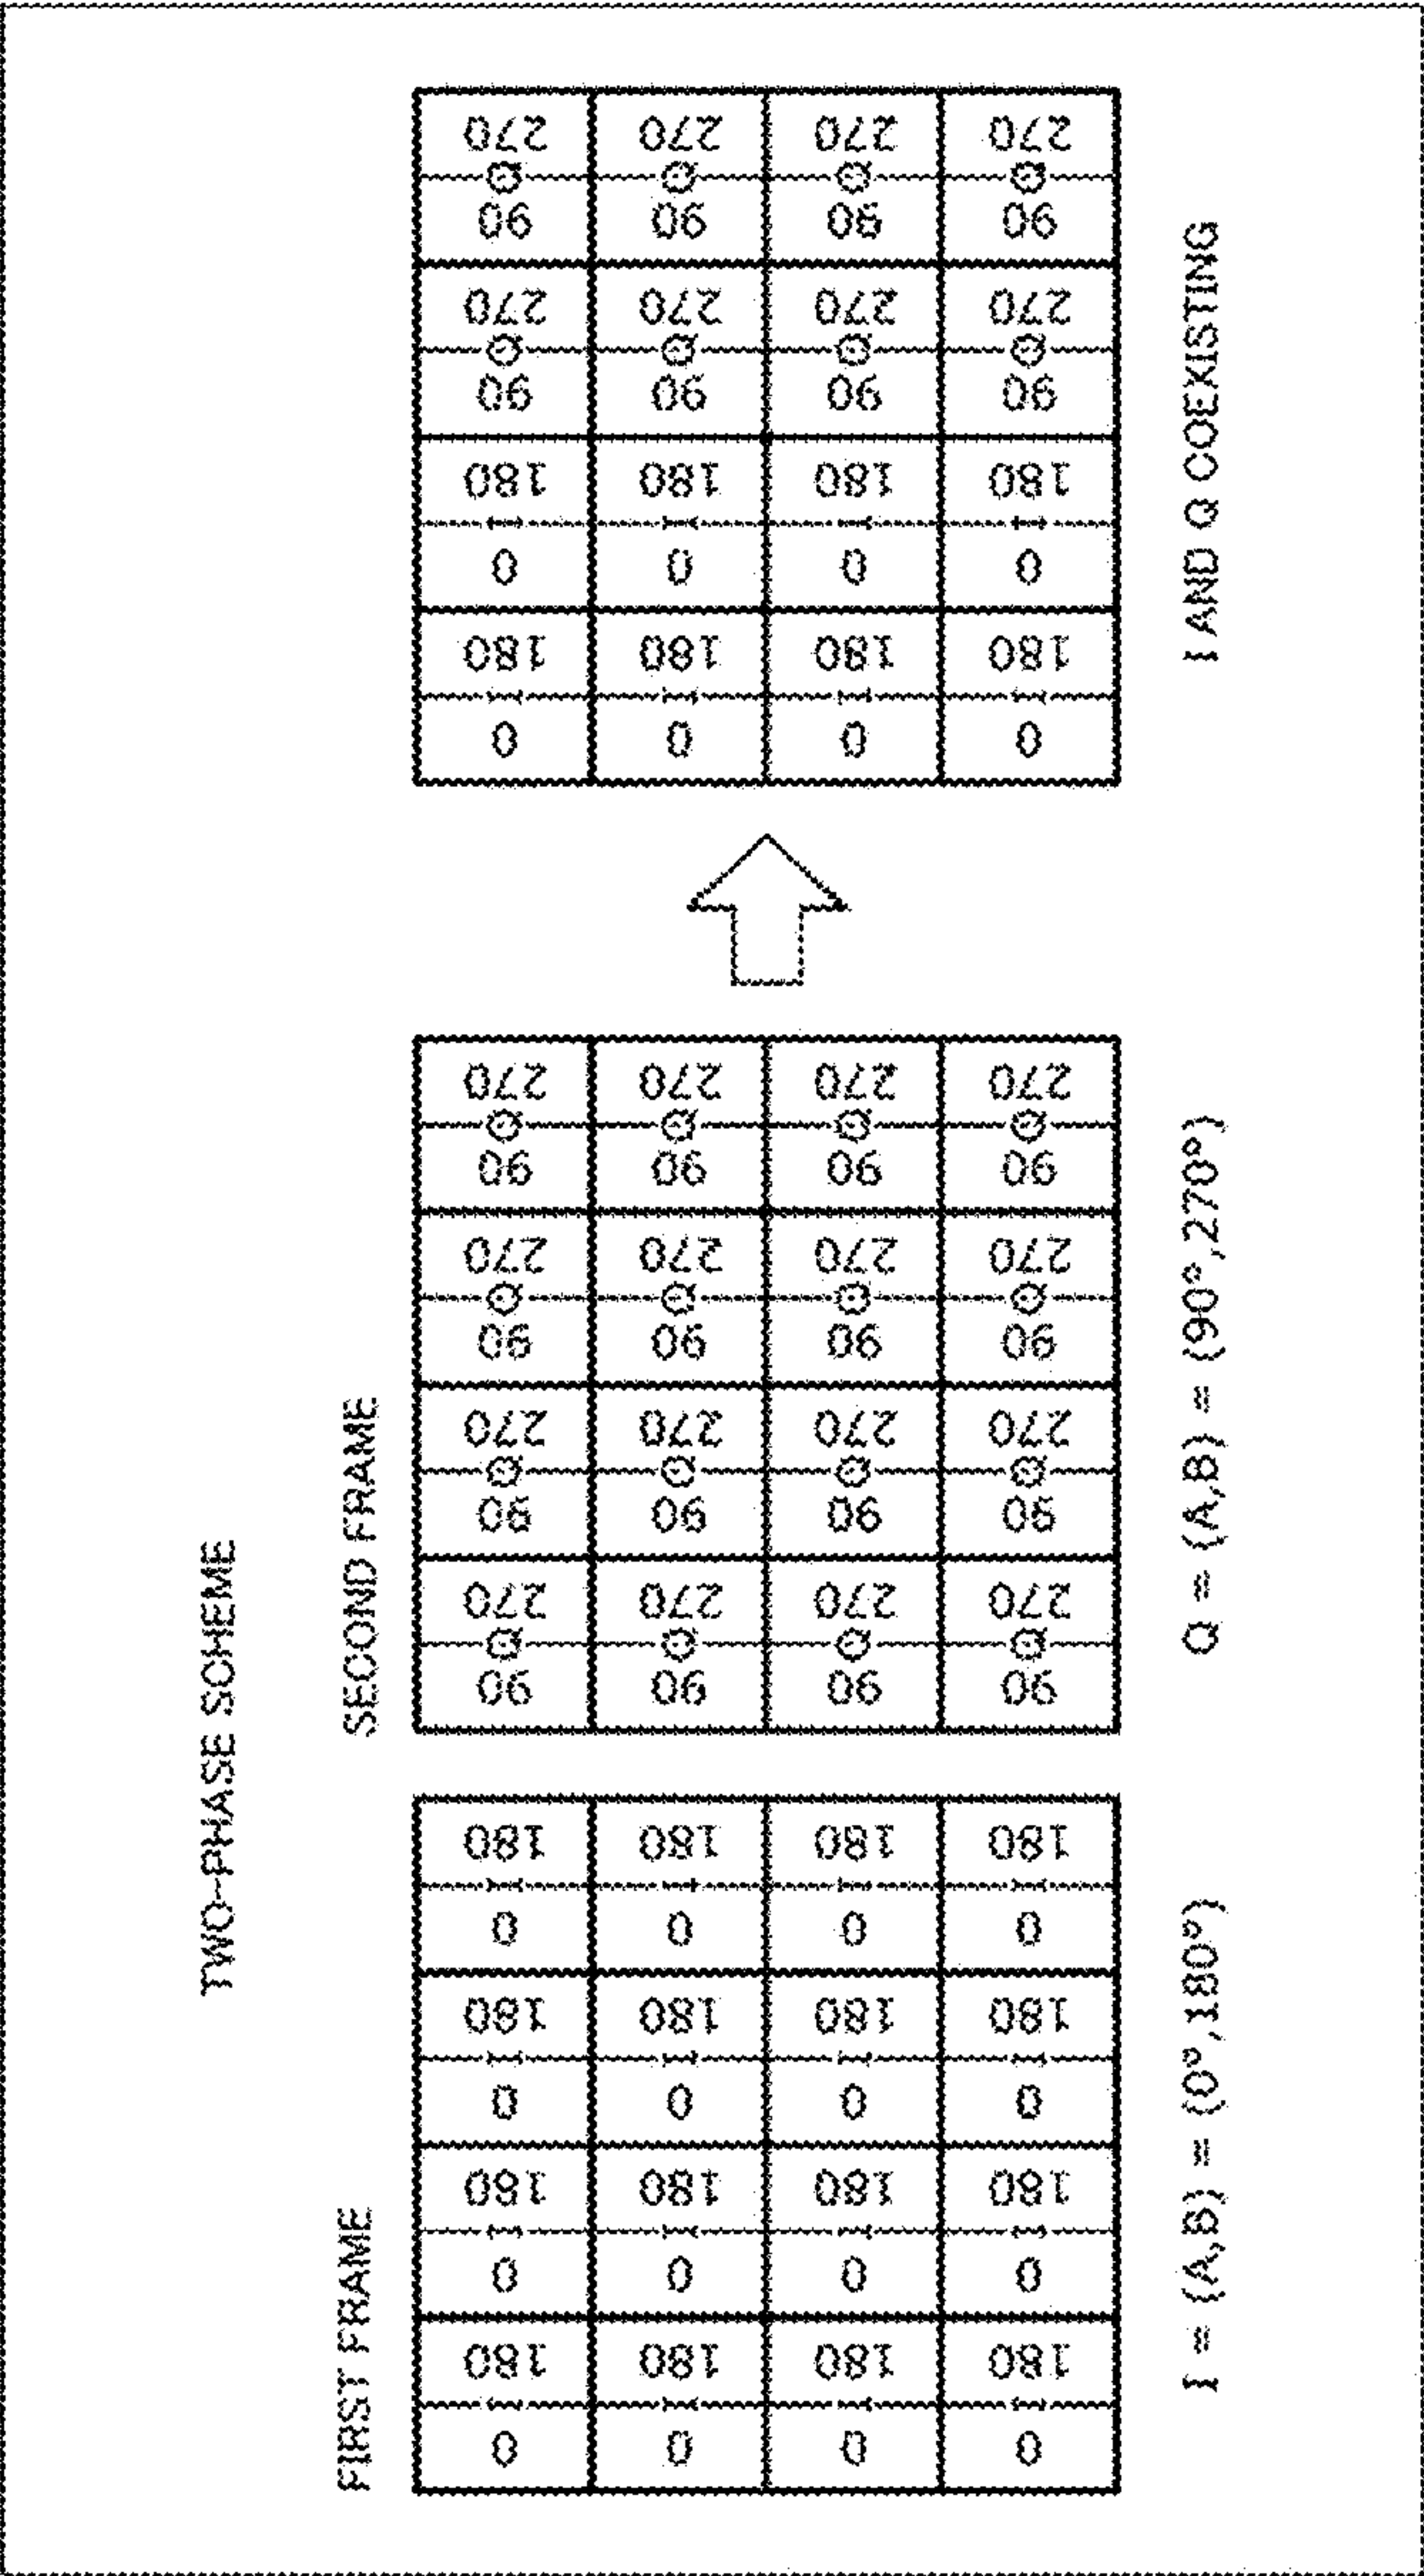 TWO-PHASE SCHEME
FIRST FRAME
SECOND FRAME
0 I 180 0 I 180 0 I 180 0 I 180 90 Q 270 90 Q 270 90 Q 270 90 Q 270 0 I 180 0 I 180 90 Q 270 90 Q 270
0 I 180 0 I 180 0 I 180 0 I 180 90 Q 270 90 Q 270 90 Q 270 90 Q 270 0 I 180 0 I 180 90 Q 270 90 Q 270
0 I 180 0 I 180 0 I 180 0 I 180 90 Q 270 90 Q 270 90 Q 270 90 Q 270 0 I 180 0 I 180 90 Q 270 90 Q 270
0 I 180 0 I 180 0 I 180 0 I 180 90 Q 270 90 Q 270 90 Q 270 90 Q 270 0 I 180 0 I 180 90 Q 270 90 Q 270
I = (A,B) = (0°,180°)
Q = (A,B) = (90°,270°)
I AND Q COEXISTING